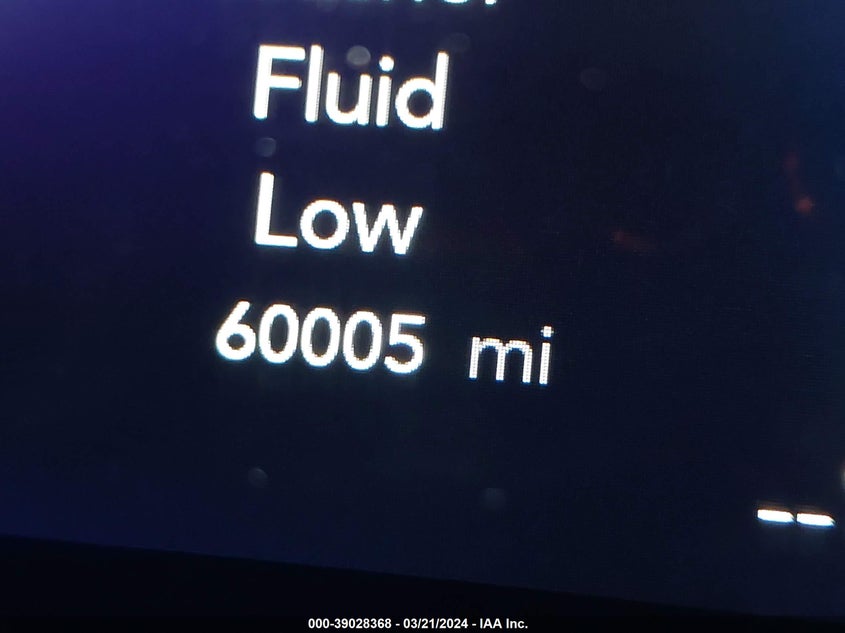 Fluid
Low
60005 mi
--
000-39028368 - 03/21/2024 - IAA Inc.